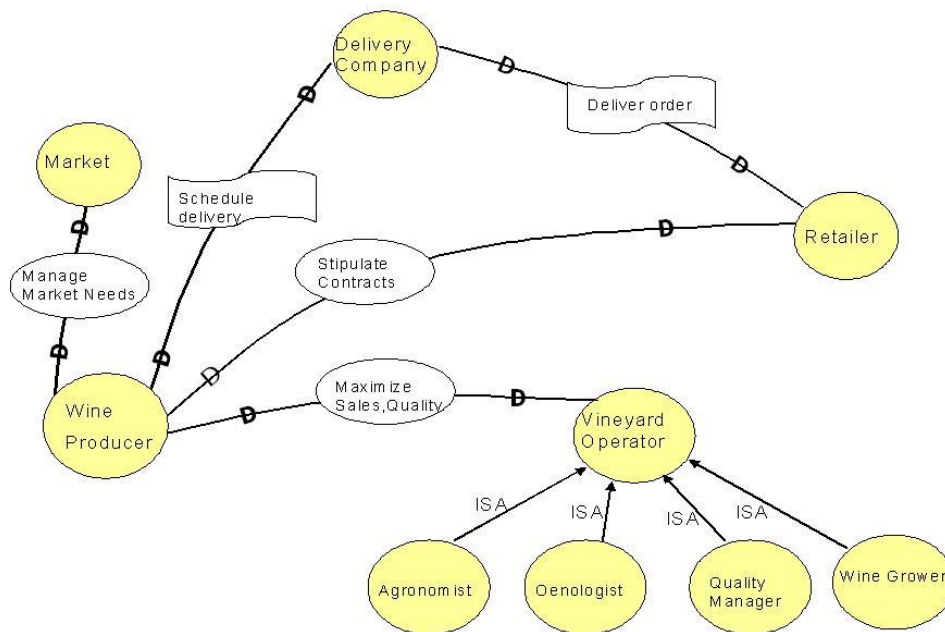 Delivery
Company
D
D
Deliver order
D
Market
D
Schedule
delivery
D
Retailer
D
Stipulate
Contracts
Manage
Market Needs
D
D
D
Maximize
Sales,Quality
D
D
Wine
Producer
Vineyard
Operator
ISA
ISA
ISA
ISA
Agronomist
Oenologist
Quality
Manager
Wine Grower